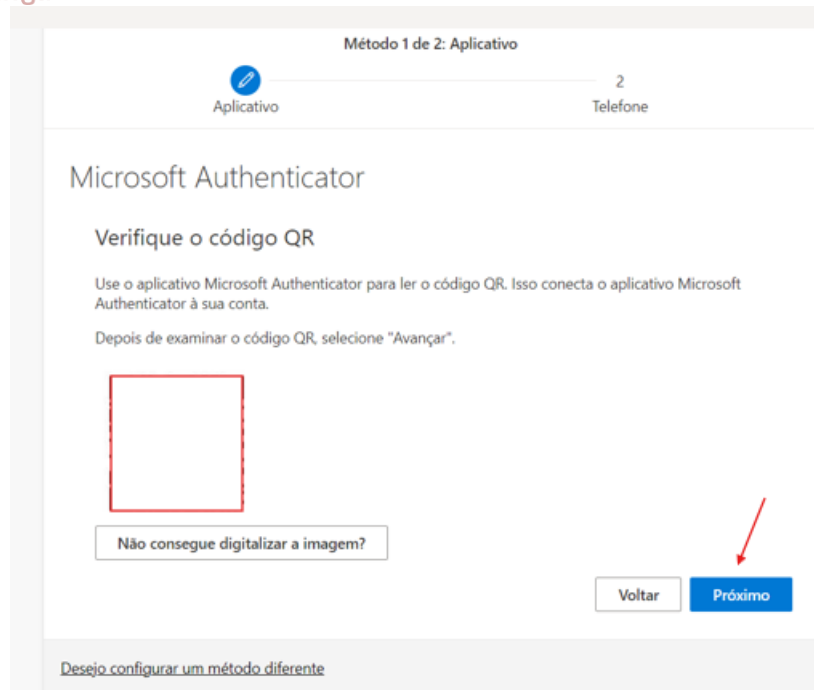 Método 1 de 2: Aplicativo
2
Aplicativo
Telefone
Microsoft Authenticator
Verifique o código QR
Use o aplicativo Microsoft Authenticator para ler o código QR. Isso conecta o aplicativo Microsoft
Authenticator à sua conta.
Depois de examinar o código QR, selecione "Avançar".
Não consegue digitalizar a imagem?
Voltar
Próximo
Desejo configurar um método diferente